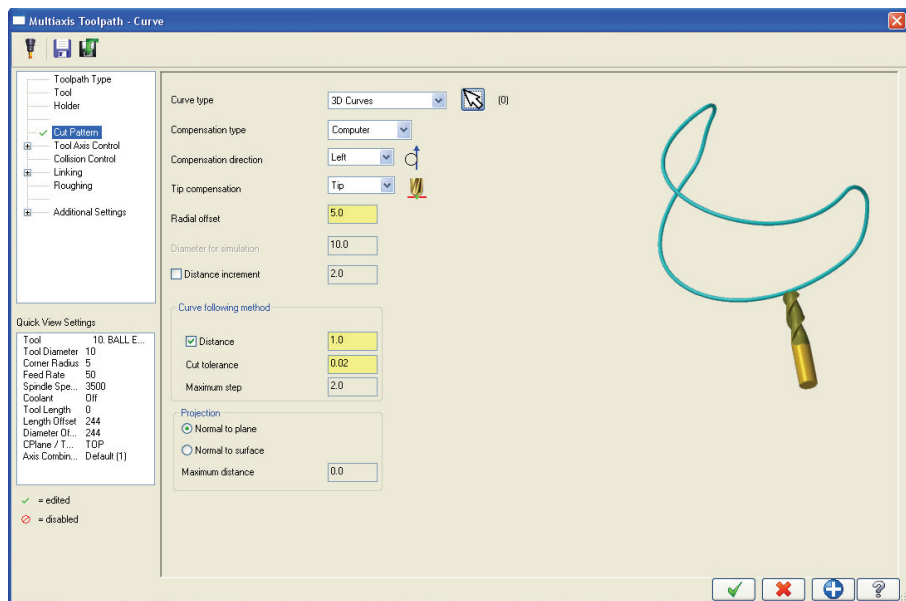 Multiaxis Toolpath - Curve
Toolpath Type
Tool
Holder
Cut Pattern
Tool Axis Control
Collision Control
Linking
Roughing
Additional Settings
Quick View Settings
Tool 10. BALL E...
Tool Diameter 10
Corner Radius 5
Feed Rate 50
Spindle Spe... 3500
Coolant Off
Tool Length 0
Length Offset 244
Diameter Of... 244
CPlane / T... TOP
Axis Combin... Default (1)
= edited
= disabled
Curve type 3D Curves (0)
Compensation type Computer
Compensation direction Left
Tip compensation Tip
Radial offset 5.0
Diameter for simulation 10.0
Distance increment 2.0
Curve following method
Distance 1.0
Cut tolerance 0.02
Maximum step 2.0
Projection
Normal to plane
Normal to surface
Maximum distance 0.0
?